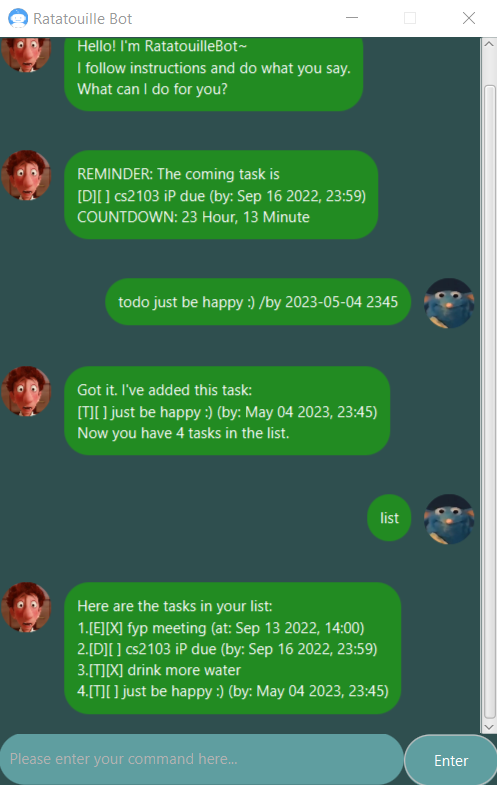 Ratatouille Bot
Hello! I'm RatatouilleBot~
I follow instructions and do what you say.
What can I do for you?
REMINDER: The coming task is
[D][ ] cs2103 iP due (by: Sep 16 2022, 23:59)
COUNTDOWN: 23 Hour, 13 Minute
todo just be happy :) /by 2023-05-04 2345
Got it. I've added this task:
[T][ ] just be happy :) (by: May 04 2023, 23:45)
Now you have 4 tasks in the list.
list
Here are the tasks in your list:
1.[E][X] fyp meeting (at: Sep 13 2022, 14:00)
2.[D][ ] cs2103 iP due (by: Sep 16 2022, 23:59)
3.[T][X] drink more water
4.[T][ ] just be happy :) (by: May 04 2023, 23:45)
Please enter your command here...
Enter